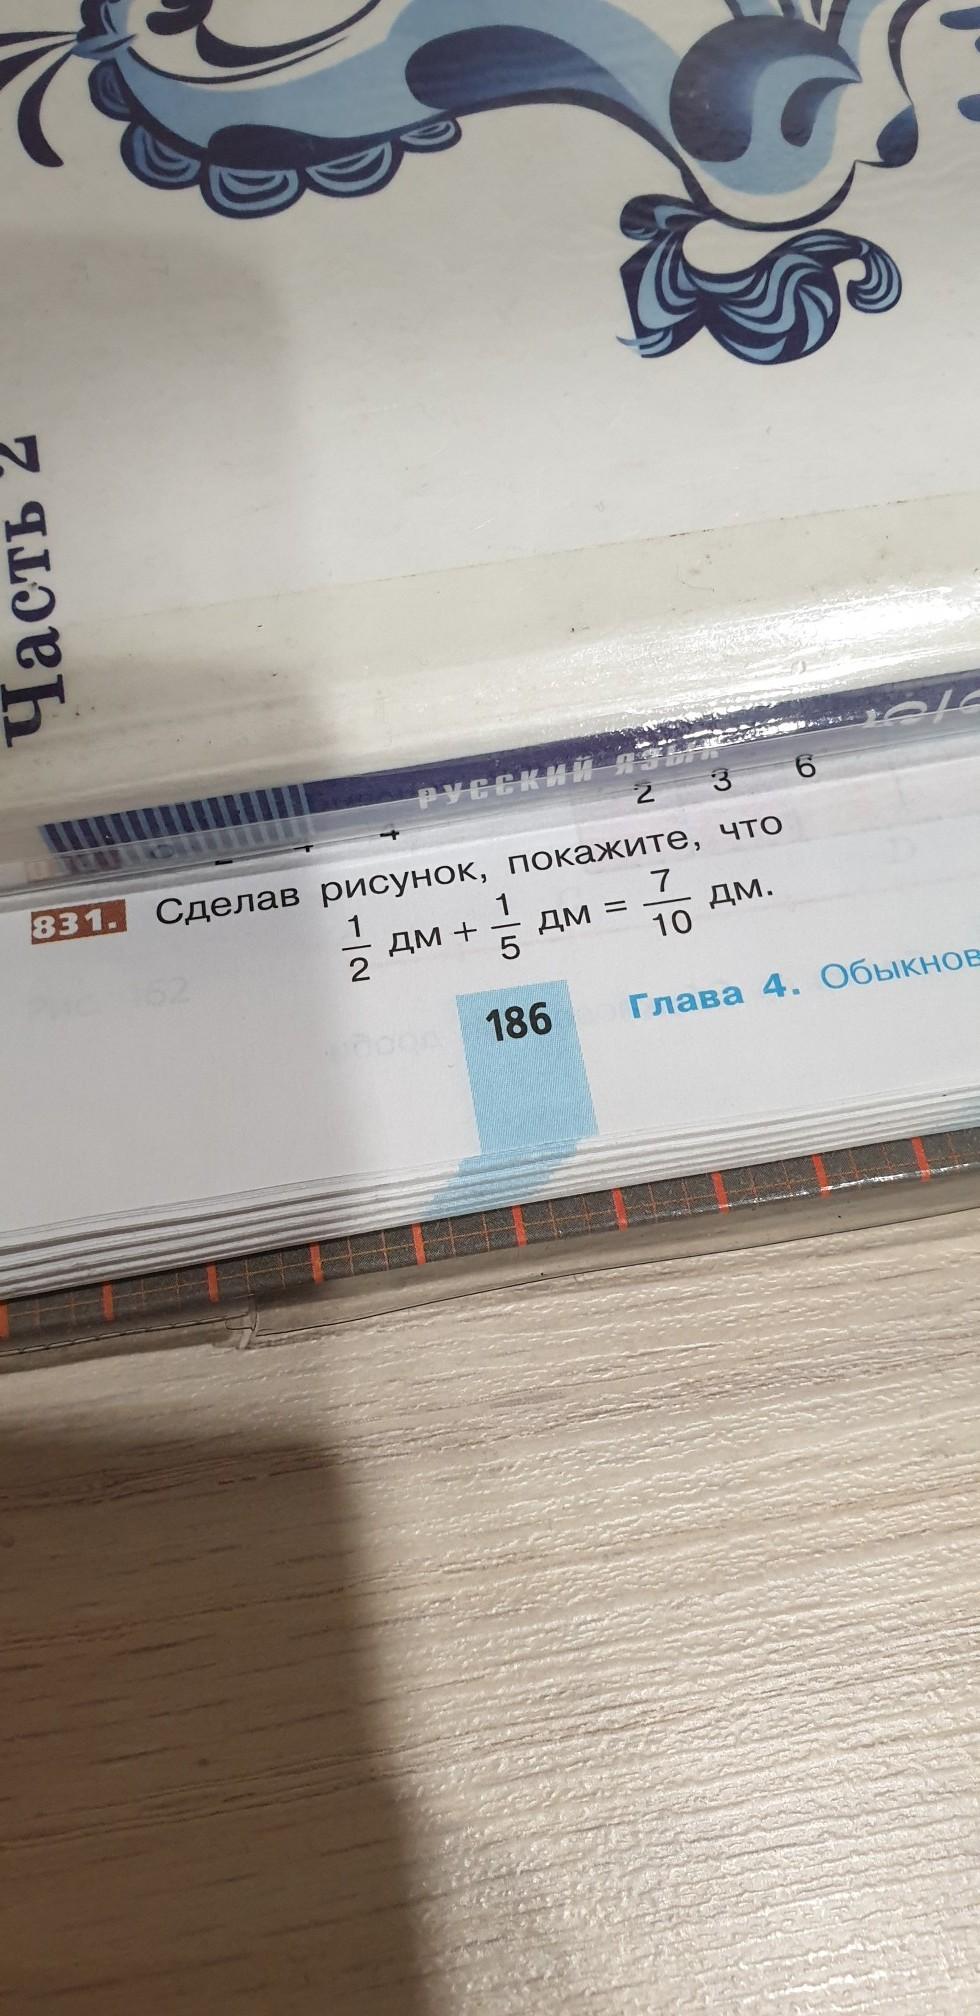 Часть 2
РУССКИЙ ЯЗЫК
2 3 6
831. Сделав рисунок, покажите, что
1/2 дм + 1/5 дм = 7/10 дм.
186 Глава 4. Обыкнов